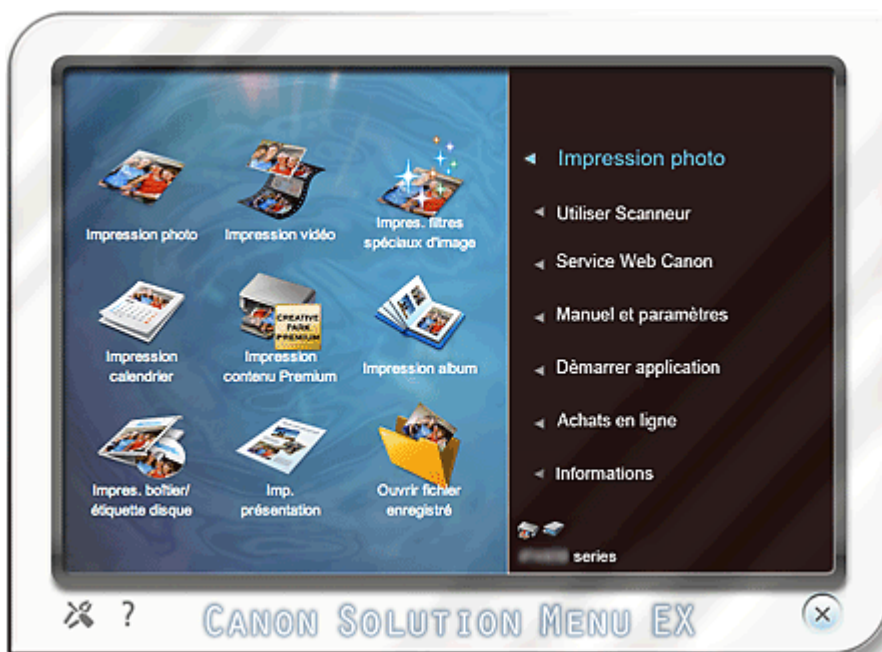 Impression photo
Impression vidéo
Impres. filtres
spéciaux d'image
Impression
calendrier
CREATIVE
PARK
PREMIUM
Impression
contenu Premium
Impression album
Impres. boîtier/
étiquette disque
Imp.
présentation
Ouvrir fichier
enregistré
Impression photo
Utiliser Scanneur
Service Web Canon
Manuel et paramètres
Dèmarrer application
Achats en ligne
Informations
series
?
CANON SOLUTION MENU EX